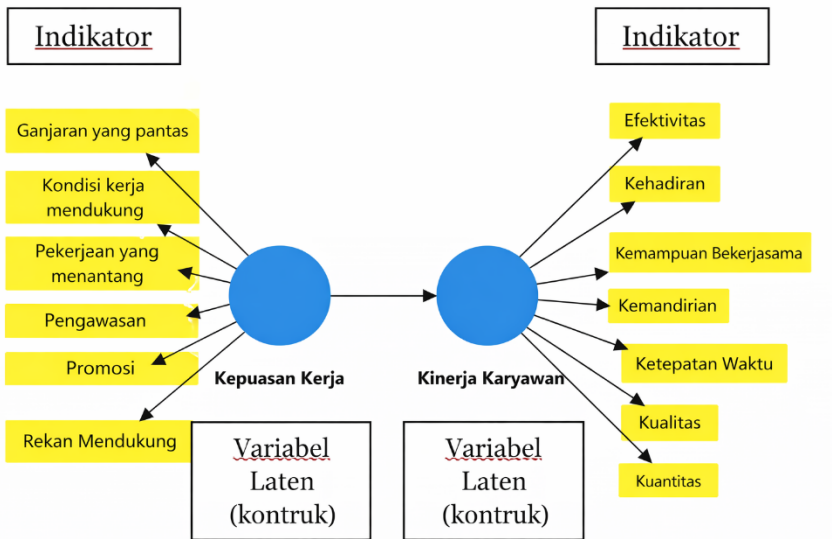 Indikator
Indikator
Ganjaran yang pantas
Kondisi kerja
mendukung
Pekerjaan yang
menantang
Pengawasan
Promosi
Rekan Mendukung
Kepuasan Kerja
Kinerja Karyawan
Efektivitas
Kehadiran
Kemampuan Bekerjasama
Kemandirian
Ketepatan Waktu
Kualitas
Kuantitas
Variabel
Laten
(kontruk)
Variabel
Laten
(kontruk)